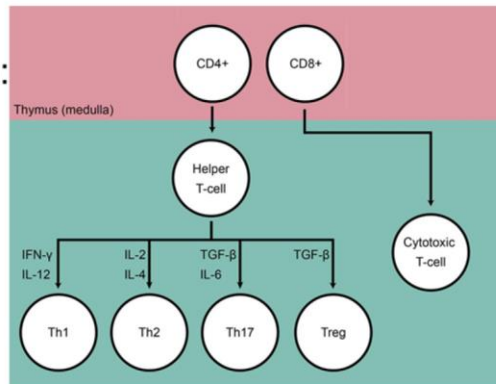 :
CD4+
CD8+
Thymus (medulla)
Helper
T-cell
Cytotoxic
T-cell
IFN-γ
IL-12
IL-2
IL-4
TGF-β
IL-6
TGF-β
Th1
Th2
Th17
Treg